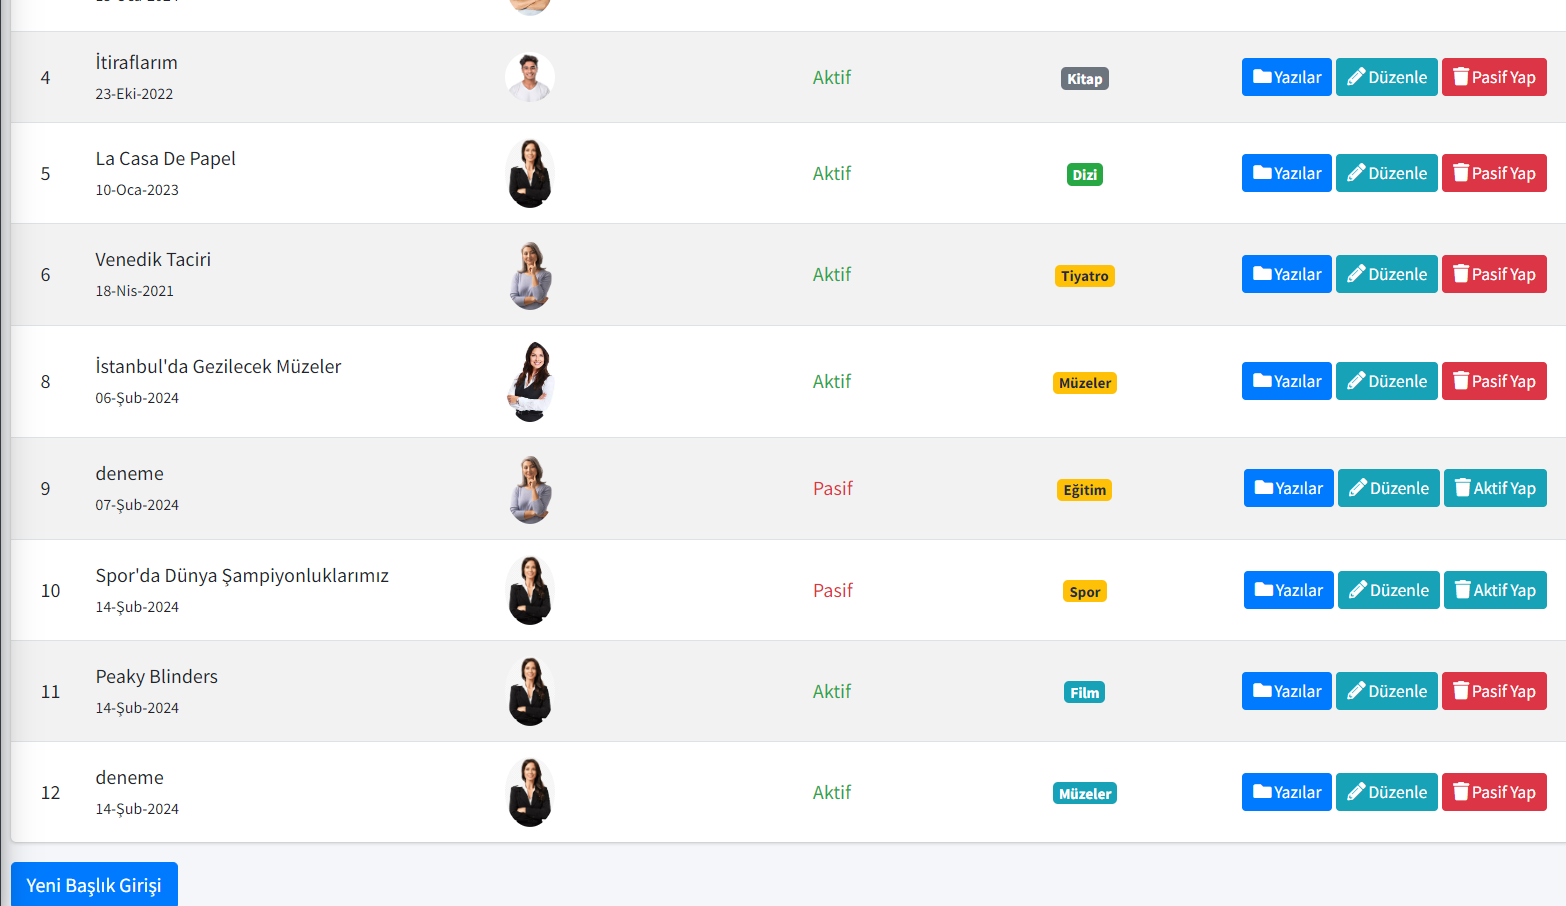 4 İtiraflarım Aktif Kitap Yazılar Düzenle Pasif Yap
23-Eki-2022
5 La Casa De Papel Aktif Dizi Yazılar Düzenle Pasif Yap
10-Oca-2023
6 Venedik Taciri Aktif Tiyatro Yazılar Düzenle Pasif Yap
18-Nis-2021
8 İstanbul'da Gezilecek Müzeler Aktif Müzeler Yazılar Düzenle Pasif Yap
06-Şub-2024
9 deneme Pasif Eğitim Yazılar Düzenle Aktif Yap
07-Şub-2024
10 Spor'da Dünya Şampiyonluklarımız Pasif Spor Yazılar Düzenle Aktif Yap
14-Şub-2024
11 Peaky Blinders Aktif Film Yazılar Düzenle Pasif Yap
14-Şub-2024
12 deneme Aktif Müzeler Yazılar Düzenle Pasif Yap
14-Şub-2024
Yeni Başlık Girişi